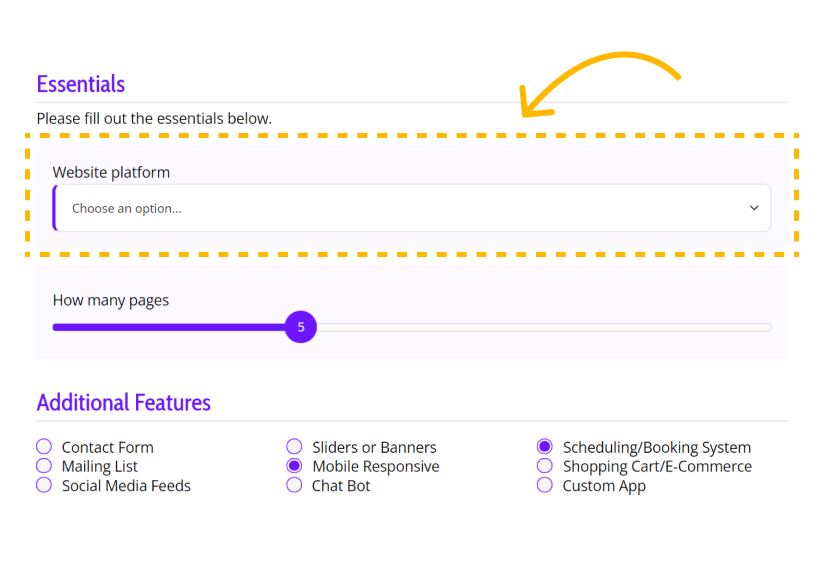 Essentials
Please fill out the essentials below.
Website platform
Choose an option...
How many pages
5
Additional Features
Contact Form
Mailing List
Social Media Feeds
Sliders or Banners
Mobile Responsive
Chat Bot
Scheduling/Booking System
Shopping Cart/E-Commerce
Custom App